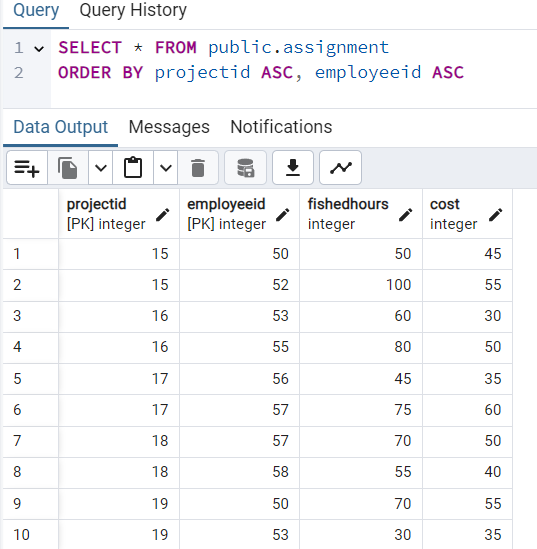 Query Query History
1 SELECT * FROM public.assignment
2 ORDER BY projectid ASC, employeeid ASC
Data Output Messages Notifications
projectid employeeid fishedhours cost
[PK] integer [PK] integer integer integer
1 15 50 50 45
2 15 52 100 55
3 16 53 60 30
4 16 55 80 50
5 17 56 45 35
6 17 57 75 60
7 18 57 70 50
8 18 58 55 40
9 19 50 70 55
10 19 53 30 35